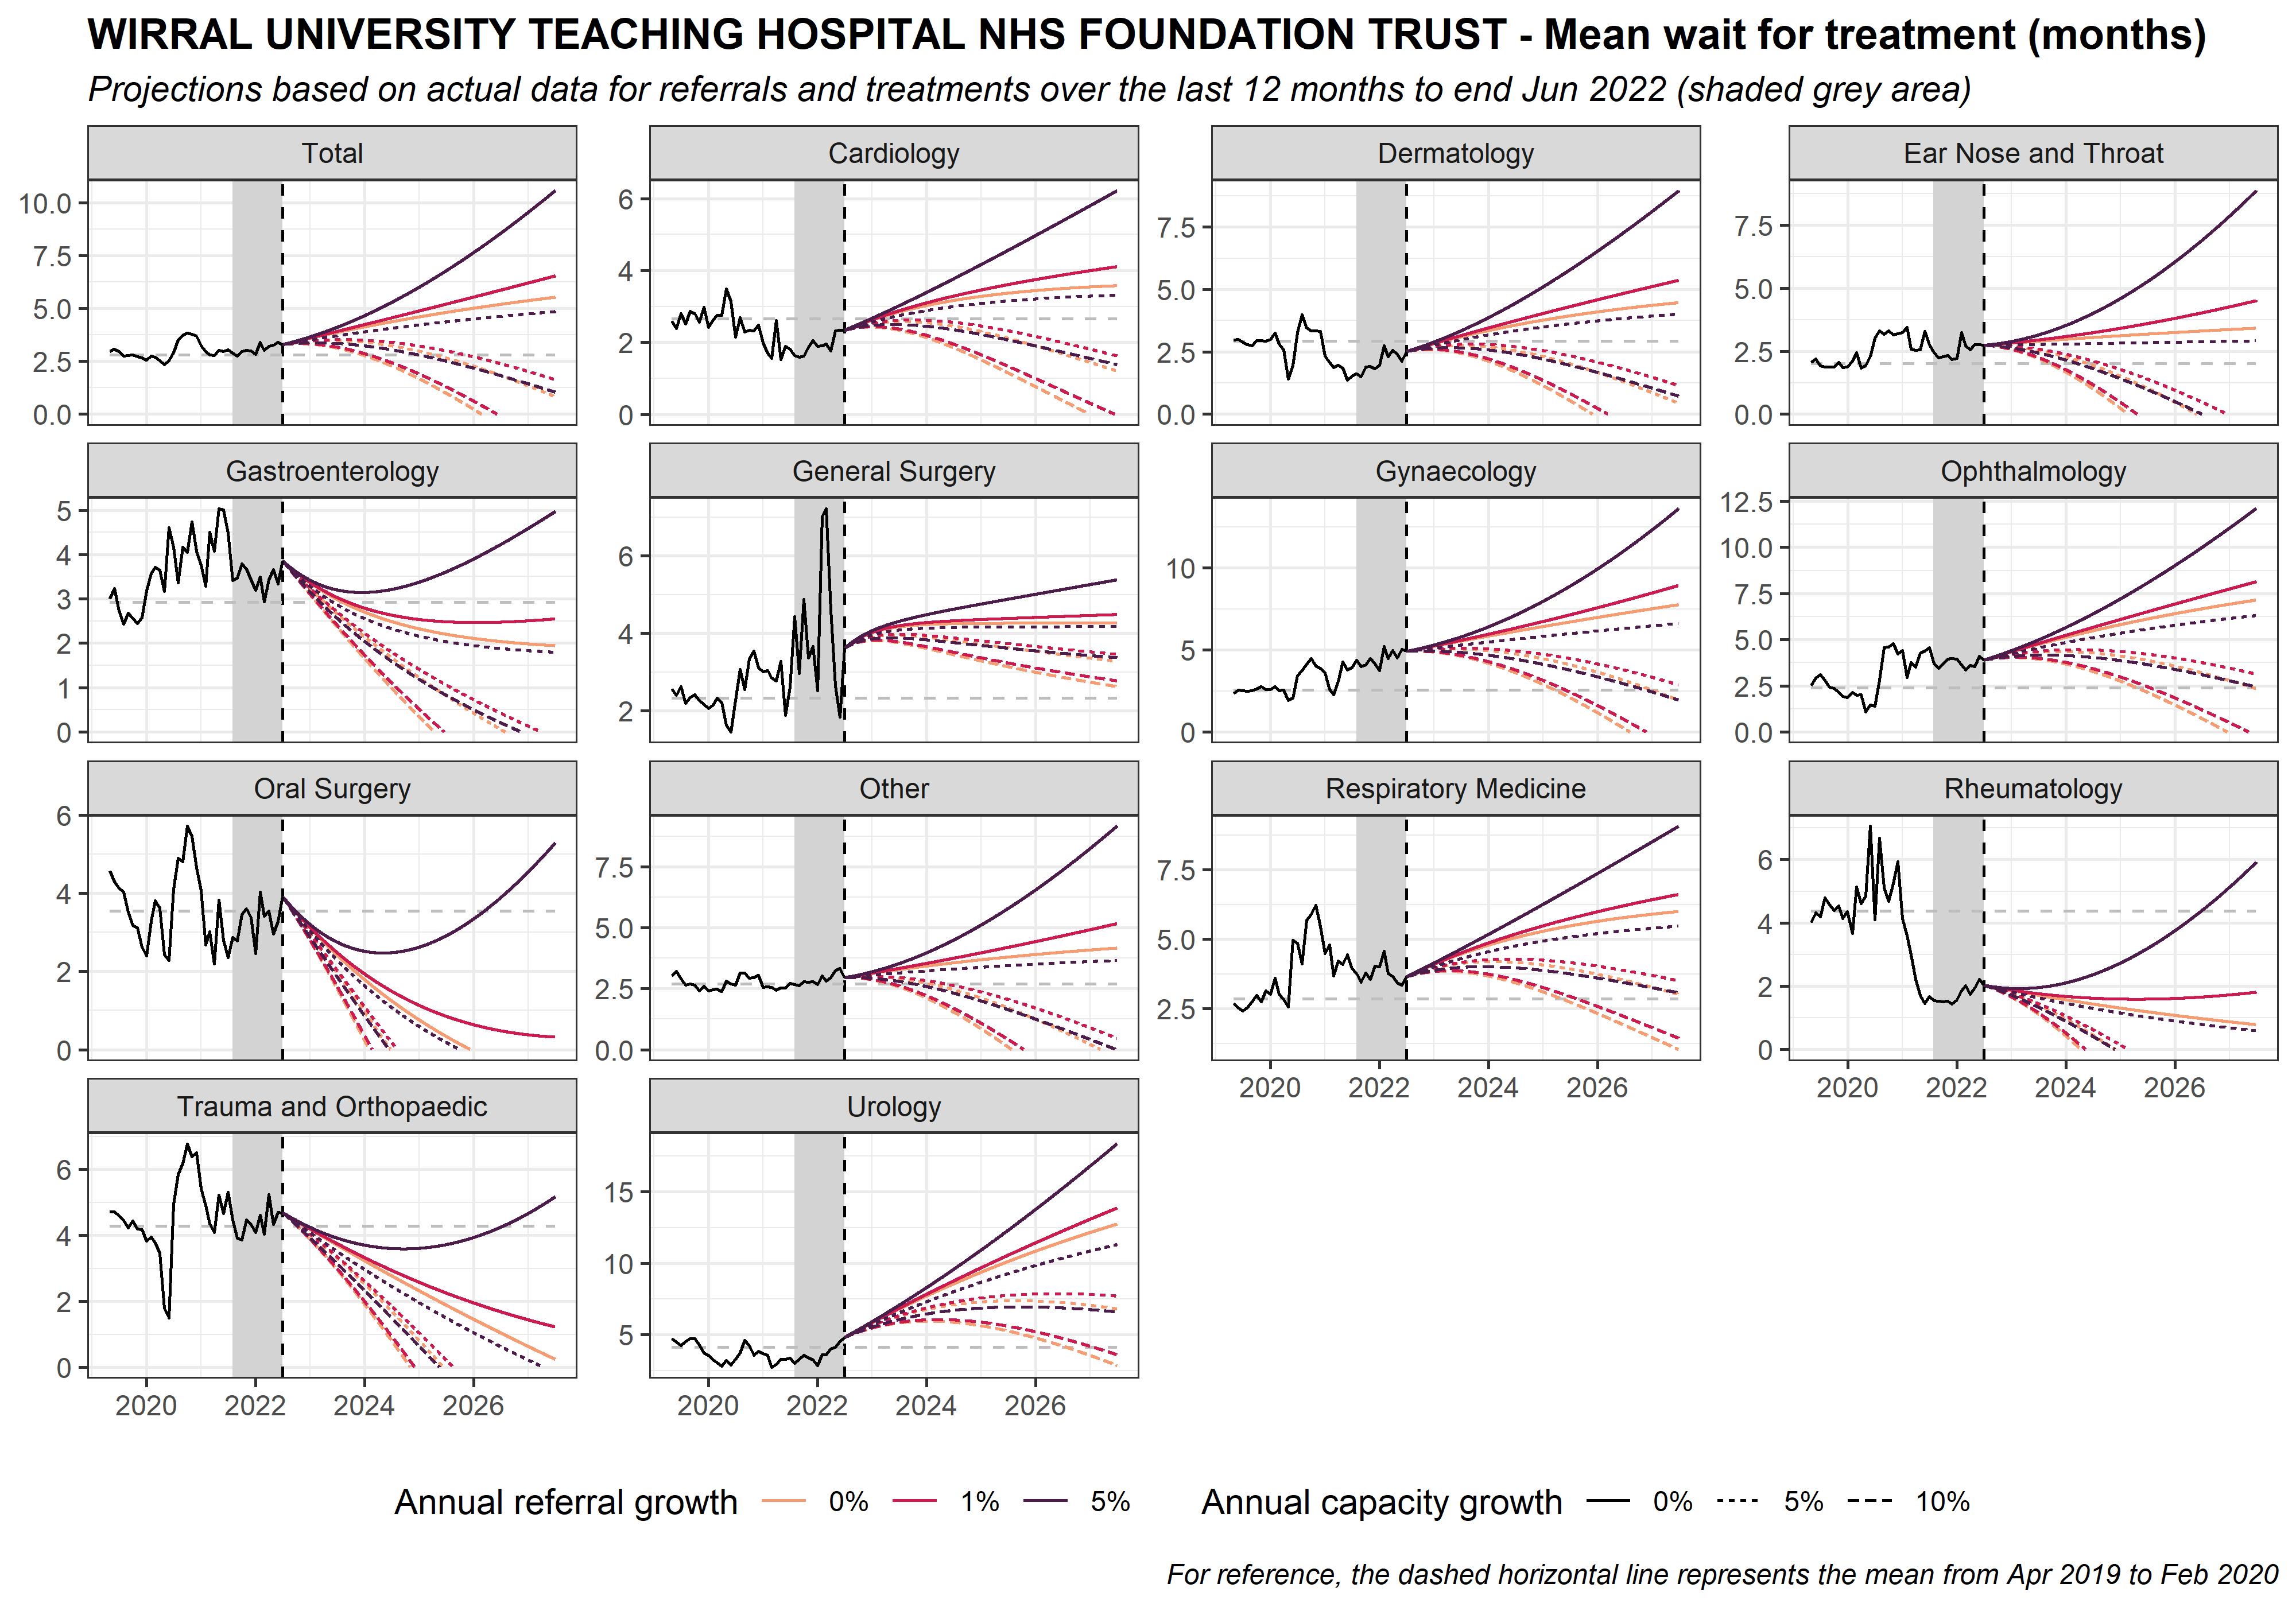 WIRRAL UNIVERSITY TEACHING HOSPITAL NHS FOUNDATION TRUST - Mean wait for treatment (months)
Projections based on actual data for referrals and treatments over the last 12 months to end Jun 2022 (shaded grey area)
Total
10.0
7.5
5.0
2.5
0.0
Cardiology
6
4
2
0
Dermatology
7.5
5.0
2.5
0.0
Ear Nose and Throat
7.5
5.0
2.5
0.0
Gastroenterology
5
4
3
2
1
0
General Surgery
6
4
2
Gynaecology
10
5
0
Ophthalmology
12.5
10.0
7.5
5.0
2.5
0.0
Oral Surgery
6
4
2
0
Other
7.5
5.0
2.5
0.0
Respiratory Medicine
7.5
5.0
2.5
2020 2022 2024 2026
Rheumatology
6
4
2
0
2020 2022 2024 2026
Trauma and Orthopaedic
6
4
2
0
2020 2022 2024 2026
Urology
15
10
5
2020 2022 2024 2026
Annual referral growth 0% 1% 5% Annual capacity growth 0% 5% 10%
For reference, the dashed horizontal line represents the mean from Apr 2019 to Feb 2020